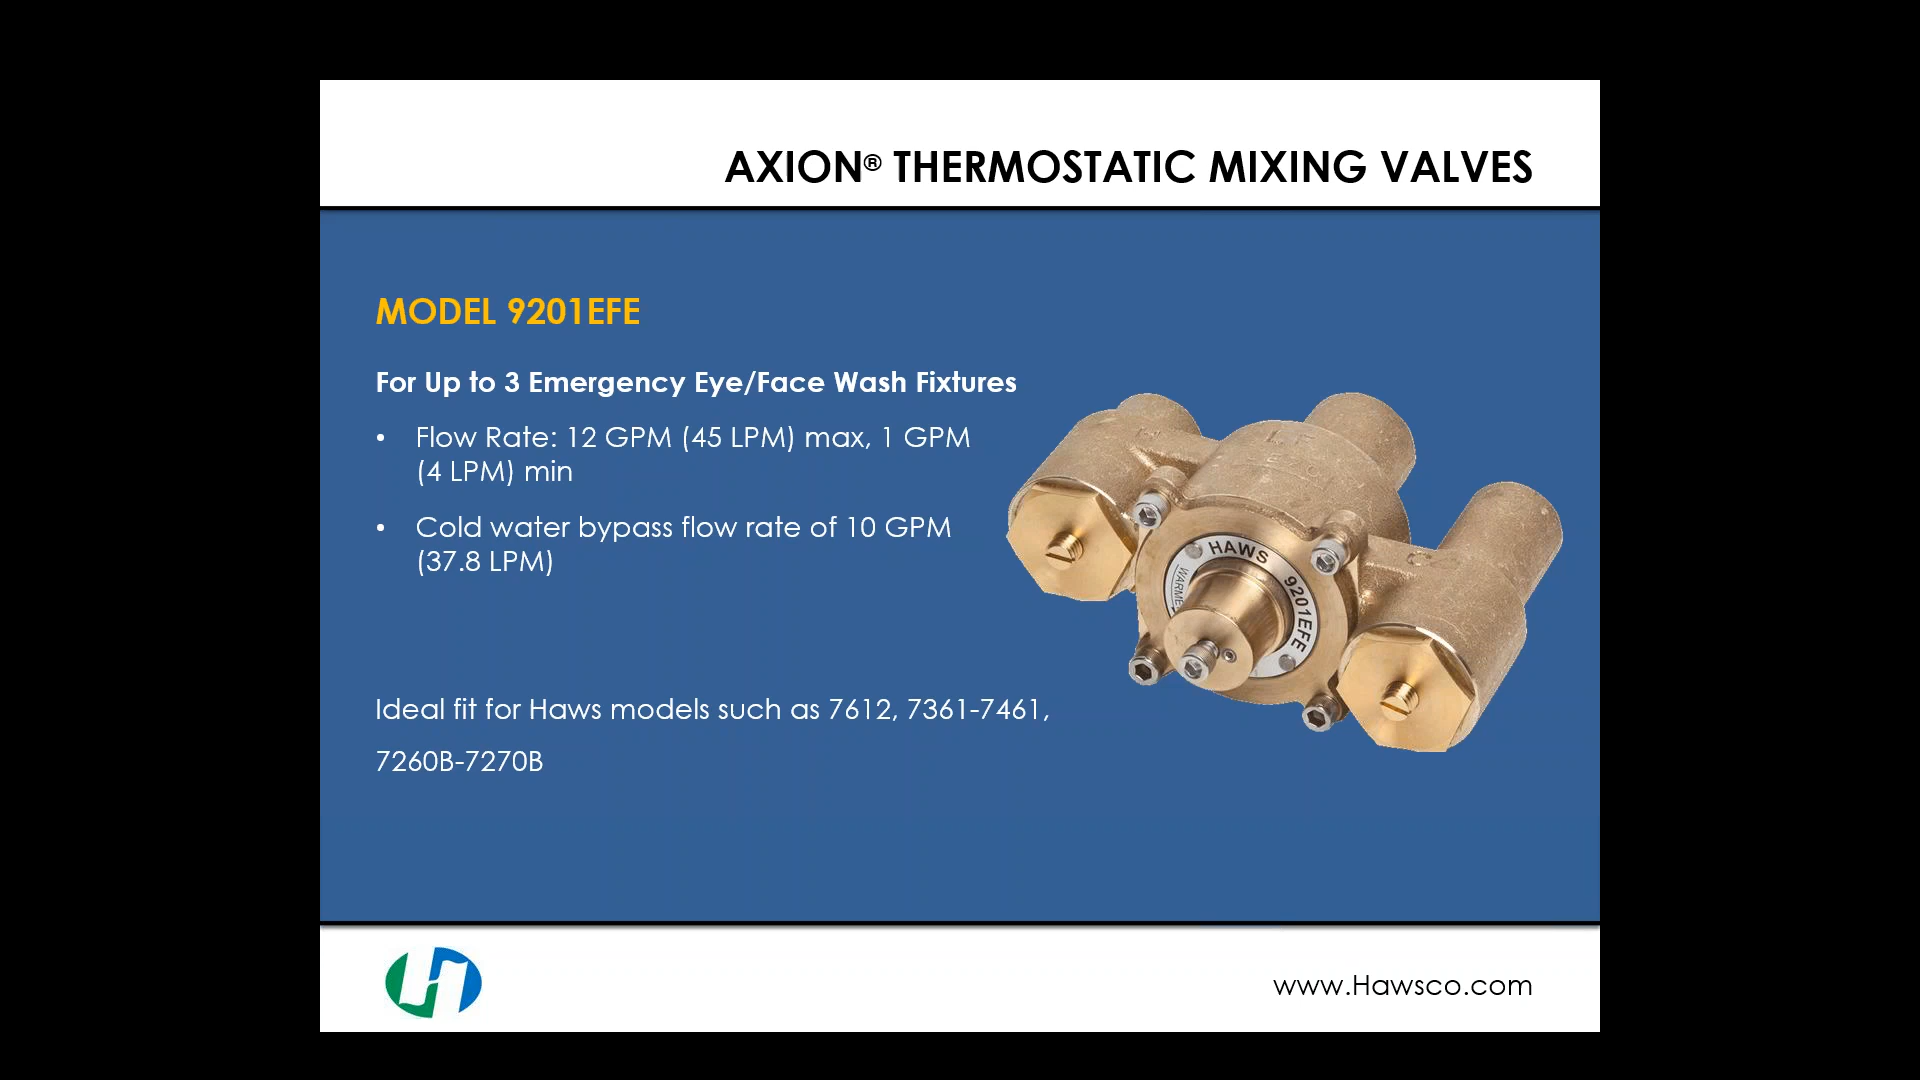 AXION® THERMOSTATIC MIXING VALVES
MODEL 9201EFE
For Up to 3 Emergency Eye/Face Wash Fixtures
• Flow Rate: 12 GPM (45 LPM) max, 1 GPM
(4 LPM) min
• Cold water bypass flow rate of 10 GPM
(37.8 LPM)
Ideal fit for Haws models such as 7612, 7361-7461,
7260B-7270B
H
LF
C
HAWS 9201EFE
www.Hawsco.com